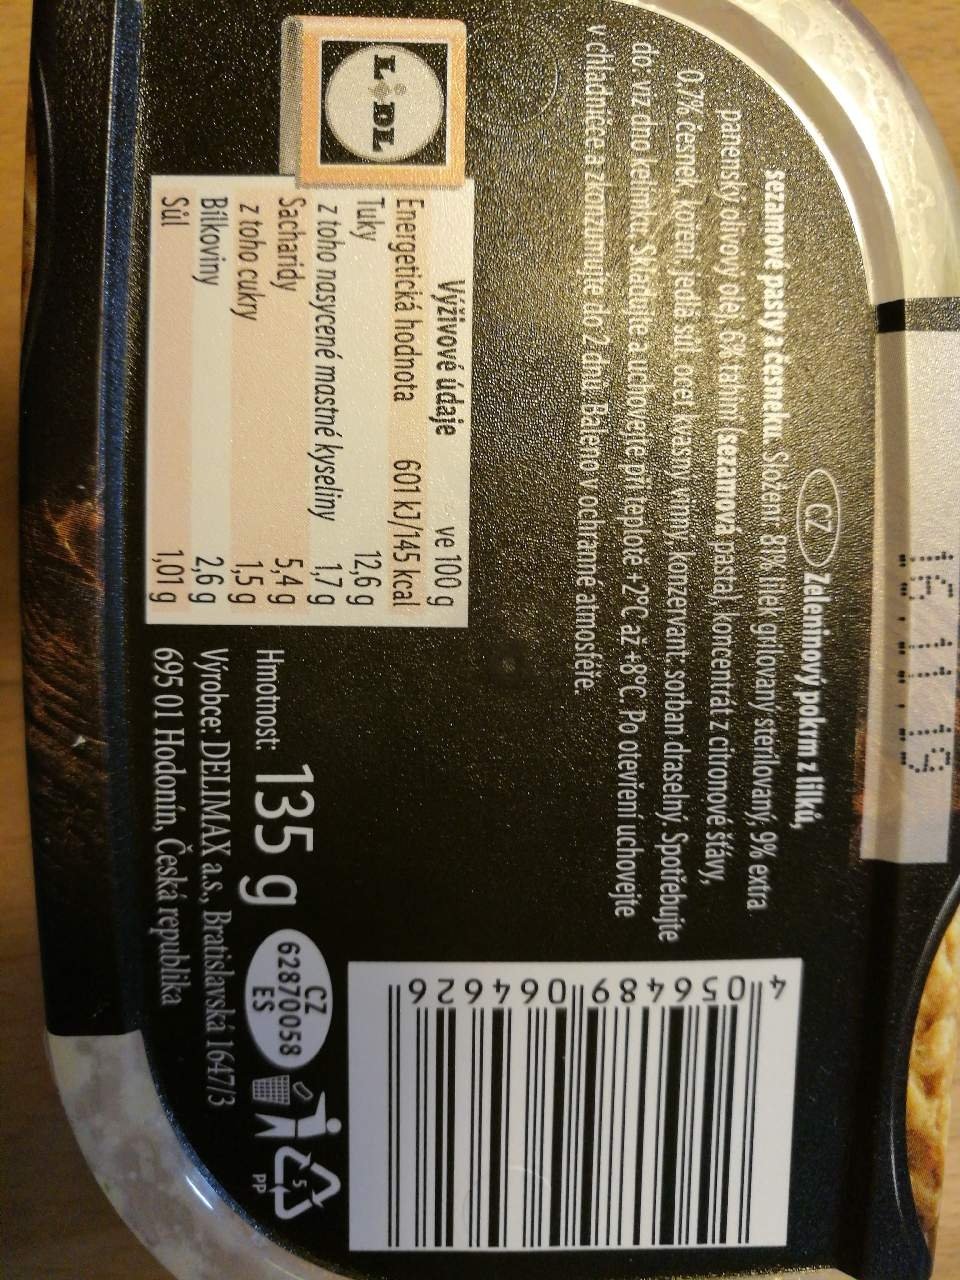 18.11.19
CZ Zeleninový pokrm z lilků,
sezamové pasty a česneku. Složení: 81% lilek grilovaný sterilovaný, 9% extra
panenský olivový olej, 6% tahini (sezamová pasta), koncentrát z citronové šťávy,
0,7% česnek, koření, jedlá sůl, ocet kvasný vinný, konzervant: sorban draselný. Spotřebujte
do: viz dno kelímku. Skladujte a uchovejte při teplotě +2°C až +8°C. Po otevření uchovejte
v chladničce a zkonzumujte do 2 dnů. Baleno v ochranné atmosféře.
LIDL
Výživové údaje ve 100 g
Energetická hodnota 601 kJ/145 kcal
Tuky 12,6 g
z toho nasycené mastné kyseliny 1,7 g
Sacharidy 5,4 g
z toho cukry 1,5 g
Bílkoviny 2,6 g
Sůl 1,01 g
Hmotnost: 135 g
Výrobce: DELIMAX a.s., Bratislavská 1647/3
695 01 Hodonín, Česká republika
CZ
62870058
ES
5
PP
4 056489 064626